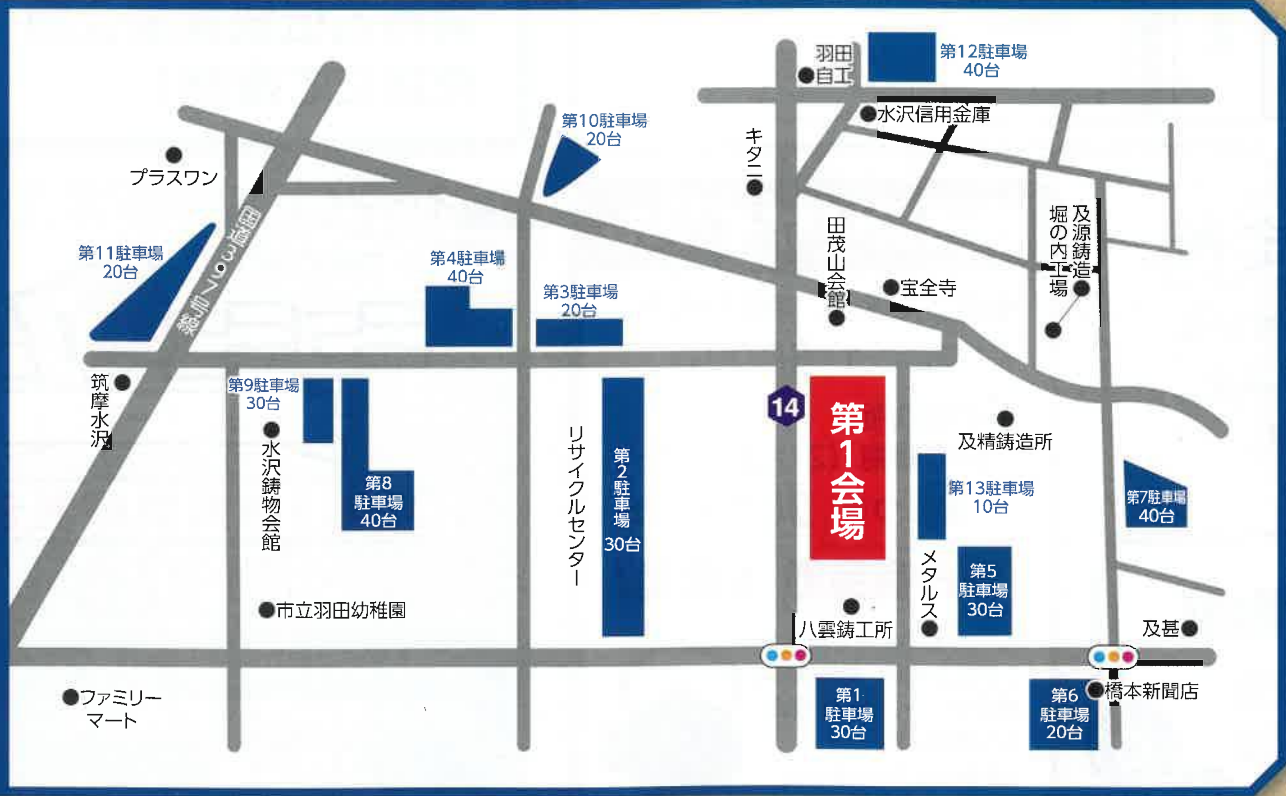 羽田
自工
第12駐車場
40台
水沢信用金庫
第10駐車場
20台
キタニ
プラスワン
国道397号線
第11駐車場
20台
第4駐車場
40台
第3駐車場
20台
田茂山会館
宝全寺
及源鋳造
堀の内工場
筑摩水沢
第9駐車場
30台
水沢鋳物会館
第8
駐車場
40台
リサイクルセンター
第2駐車場
30台
14
第1会場
及精鋳造所
第13駐車場
10台
第7駐車場
40台
メタルス
第5
駐車場
30台
市立羽田幼稚園
八雲鋳工所
及甚
ファミリー
マート
第1
駐車場
30台
第6
駐車場
20台
橋本新聞店